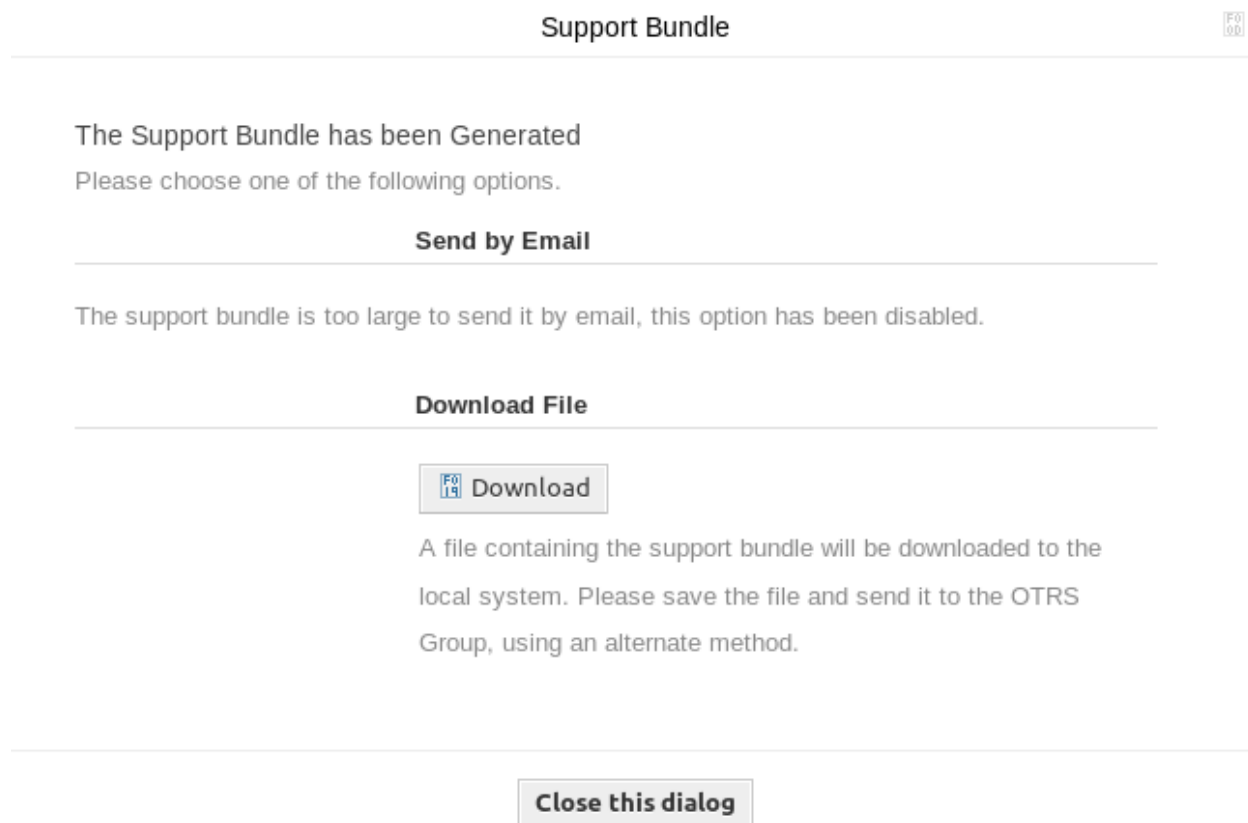 Support Bundle
The Support Bundle has been Generated
Please choose one of the following options.
Send by Email
The support bundle is too large to send it by email, this option has been disabled.
Download File
Download
A file containing the support bundle will be downloaded to the
local system. Please save the file and send it to the OTRS
Group, using an alternate method.
Close this dialog